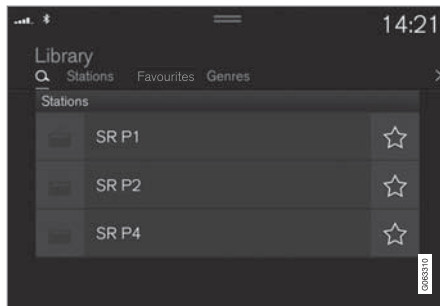 14:21
Library
Stations Favourites Genres
Stations
SR P1
SR P2
SR P4
G063310